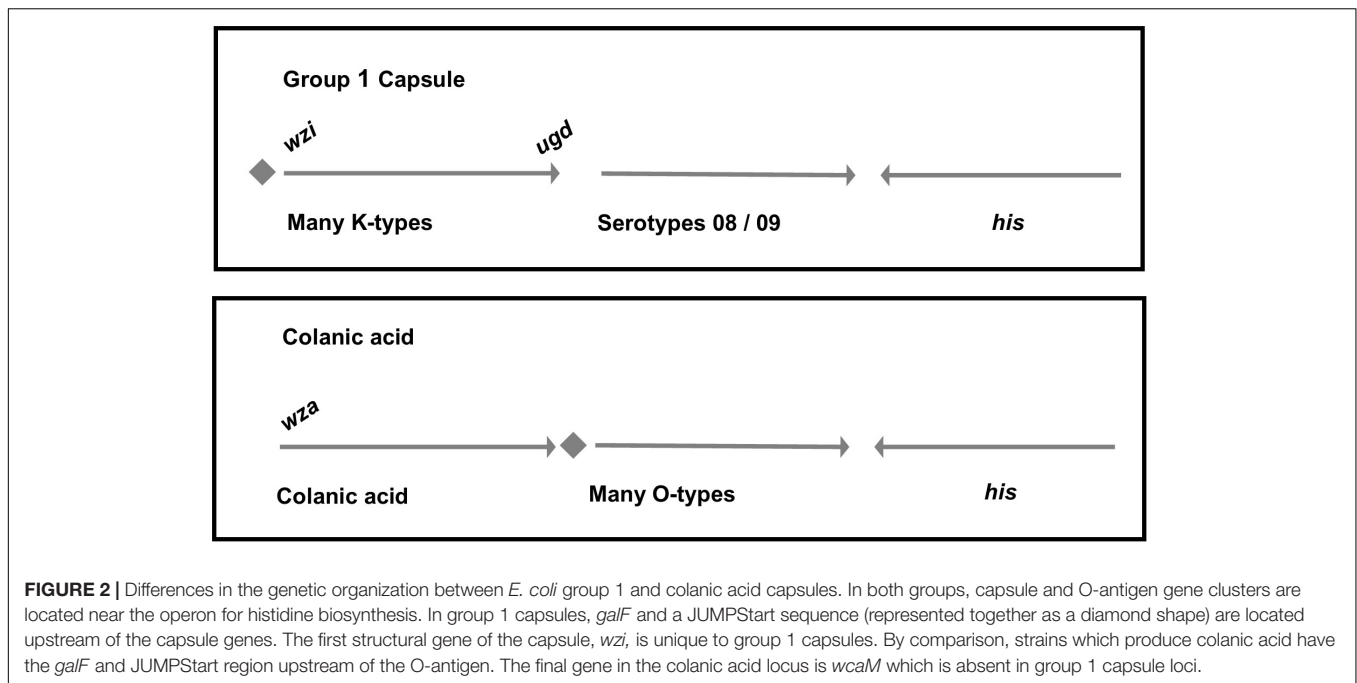 Group 1 Capsule
wzi
ugd
Many K-types
Serotypes 08 / 09
his
Colanic acid
wza
Colanic acid
Many O-types
his
FIGURE 2 | Differences in the genetic organization between E. coli group 1 and colanic acid capsules. In both groups, capsule and O-antigen gene clusters are
located near the operon for histidine biosynthesis. In group 1 capsules, galF and a JUMPStart sequence (represented together as a diamond shape) are located
upstream of the capsule genes. The first structural gene of the capsule, wzi, is unique to group 1 capsules. By comparison, strains which produce colanic acid have
the galF and JUMPStart region upstream of the O-antigen. The final gene in the colanic acid locus is wcaM which is absent in group 1 capsule loci.